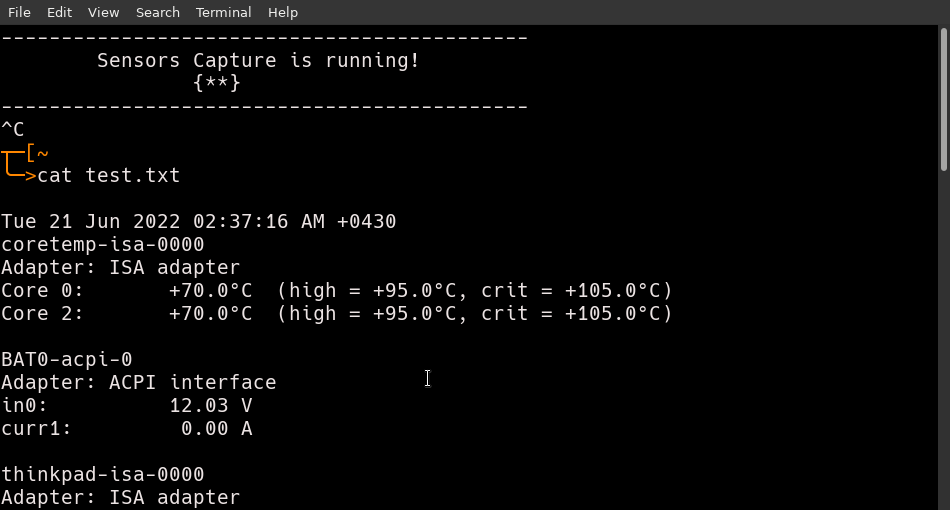 File Edit View Search Terminal Help
--------------------------------------------
        Sensors Capture is running!
                {**}
--------------------------------------------
^C
┬─[~
╰─>cat test.txt

Tue 21 Jun 2022 02:37:16 AM +0430
coretemp-isa-0000
Adapter: ISA adapter
Core 0:       +70.0°C  (high = +95.0°C, crit = +105.0°C)
Core 2:       +70.0°C  (high = +95.0°C, crit = +105.0°C)

BAT0-acpi-0
Adapter: ACPI interface
in0:          12.03 V
curr1:         0.00 A

thinkpad-isa-0000
Adapter: ISA adapter